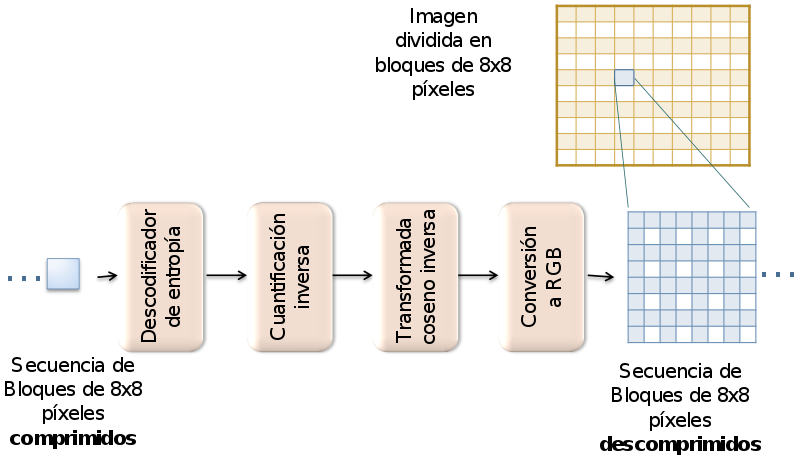 Imagen
dividida en
bloques de 8x8
píxeles
Descodificador
de entropía
Cuantificación
inversa
Transformada
coseno inversa
Conversión
a RGB
Secuencia de
Bloques de 8x8
píxeles
comprimidos
Secuencia de
Bloques de 8x8
píxeles
descomprimidos